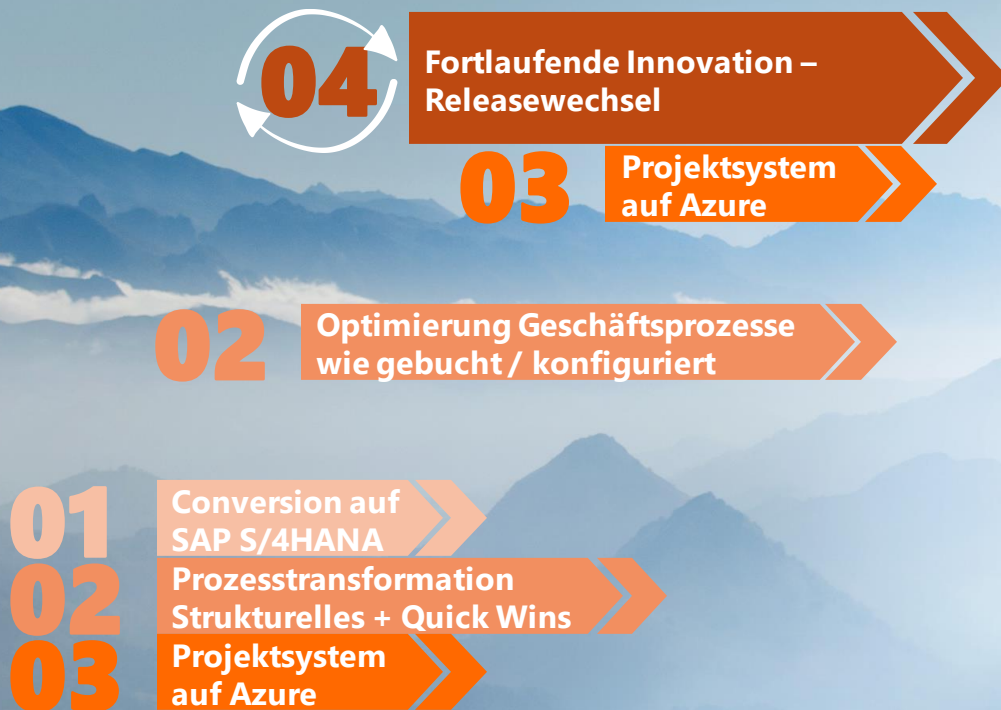 04
Fortlaufende Innovation –
Releasewechsel
03
Projektsystem
auf Azure
02
Optimierung Geschäftsprozesse
wie gebucht / konfiguriert
01
Conversion auf
SAP S/4HANA
02
Prozesstransformation
Strukturelles + Quick Wins
03
Projektsystem
auf Azure